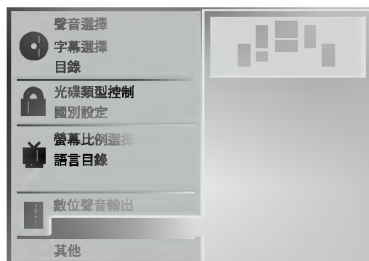 聲音選擇
字幕選擇
目錄
光碟類型控制
國別設定
螢幕比例選擇
語言目錄
數位聲音輸出
其他